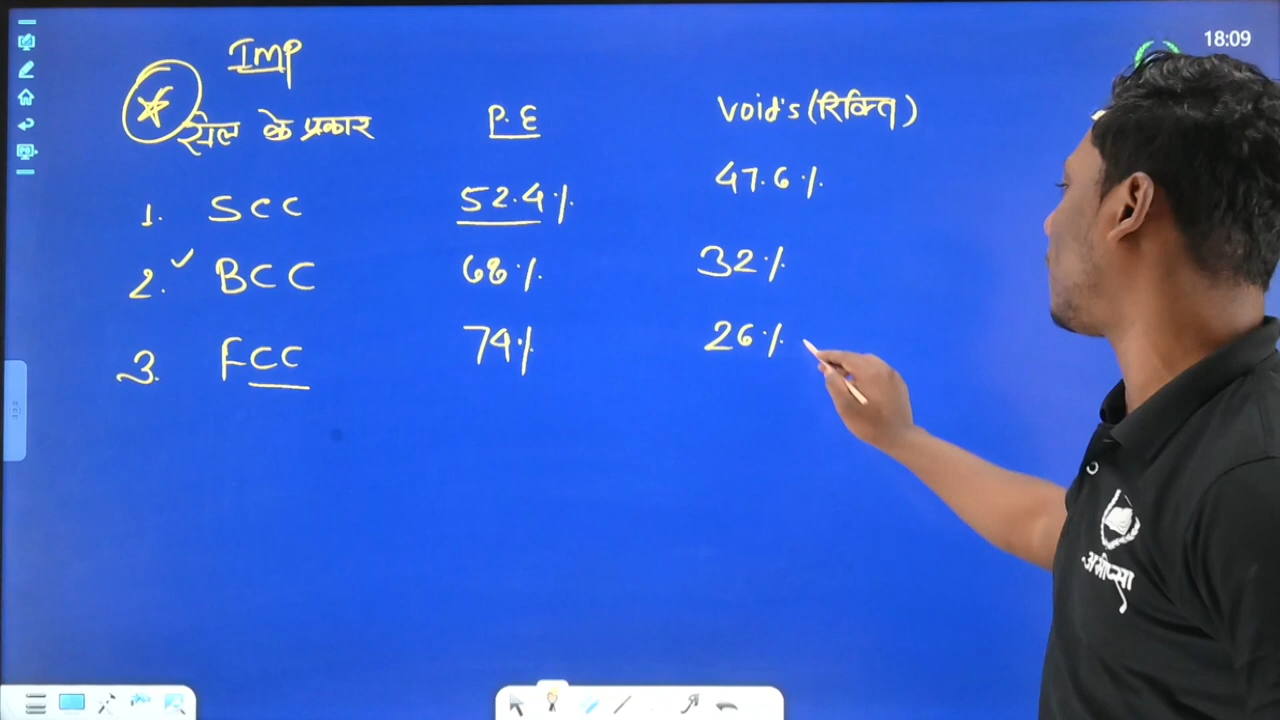 18:09
Imp
सेल के प्रकार P.E Void's (रिक्ति)
1. SCC 52.4% 47.6%
2. BCC 68% 32%
3. FCC 74% 26%
अभीप्सा